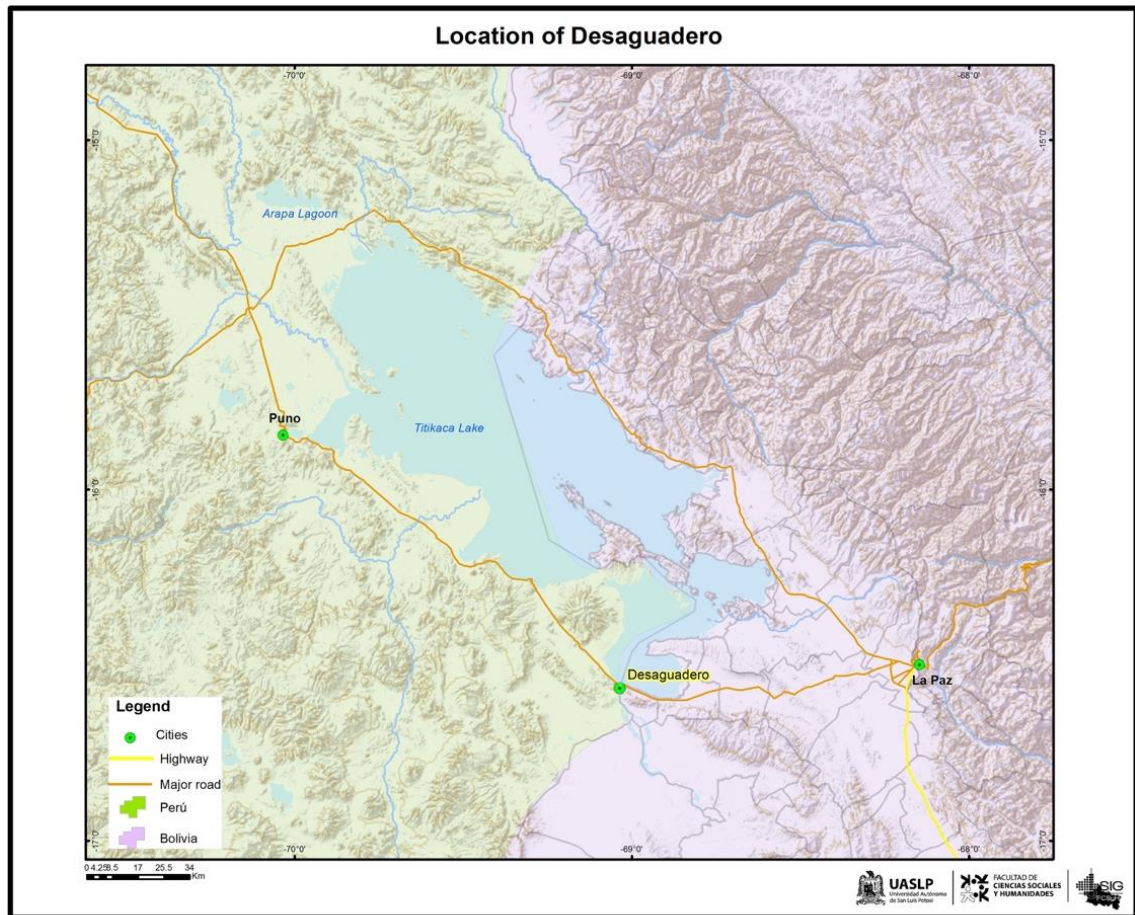 Location of Desaguadero
-70°0'
-69°0'
-68°0'
-15°0'
-15°0'
Arapa Lagoon
Puno
Titikaca Lake
-16°0'
-16°0'
Desaguadero
La Paz
Legend
Cities
Highway
Major road
Perú
Bolivia
-17°0'
-17°0'
-70°0'
-69°0'
-68°0'
0 4.25 8.5 17 25.5 34
Km
UASLP
Universidad Autónoma
de San Luis Potosí
FACULTAD DE
CIENCIAS SOCIALES
Y HUMANIDADES
SIG